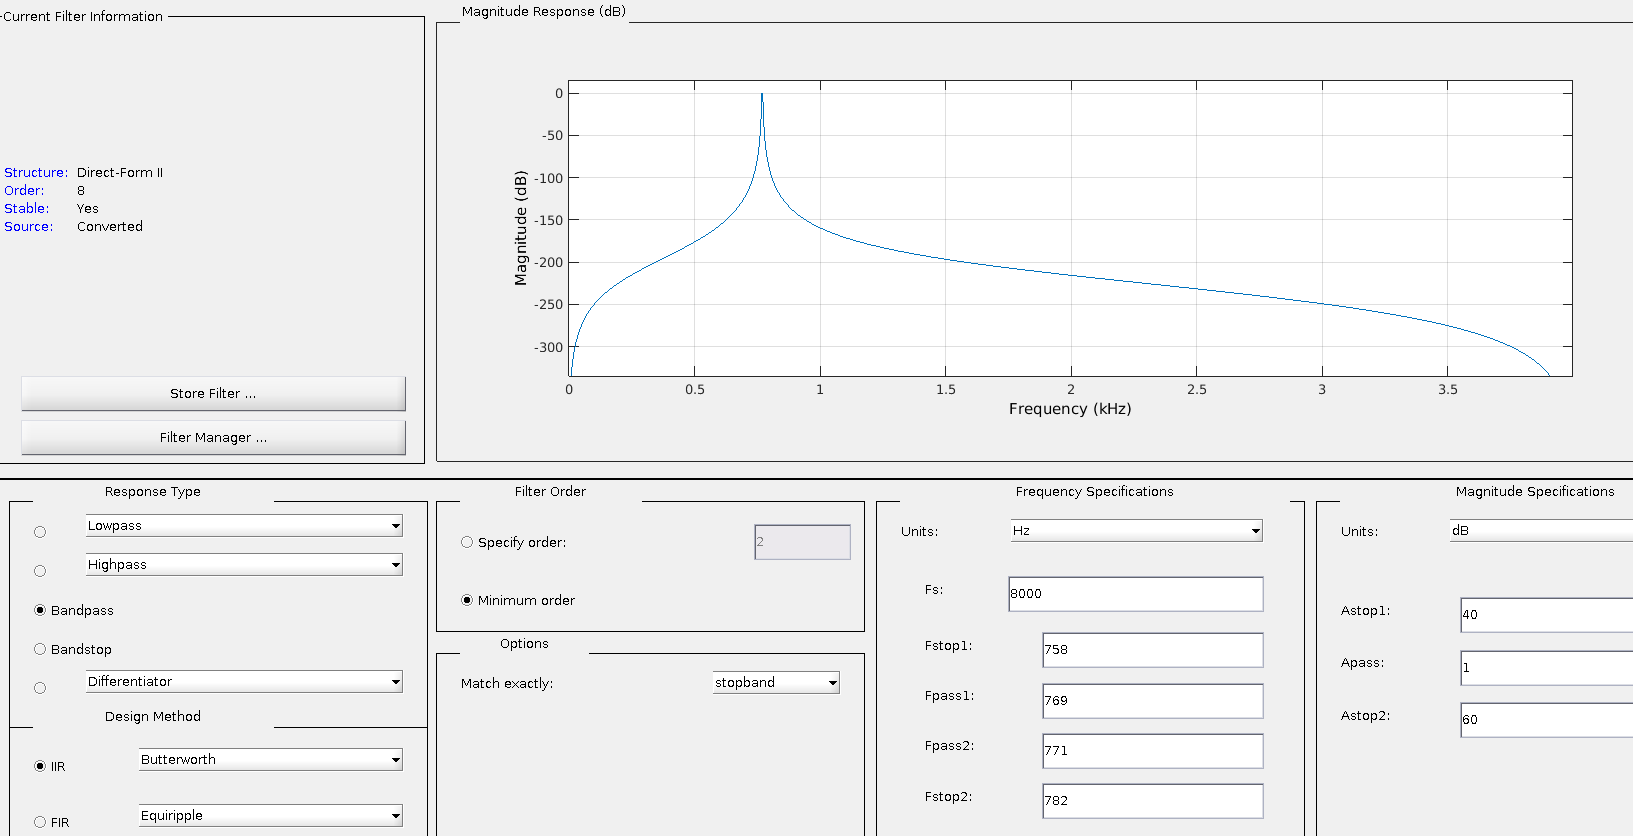 Current Filter Information
Structure: Direct-Form II
Order: 8
Stable: Yes
Source: Converted
Store Filter ...
Filter Manager ...
Magnitude Response (dB)
0
-50
-100
-150
-200
-250
-300
Magnitude (dB)
0 0.5 1 1.5 2 2.5 3 3.5
Frequency (kHz)
Response Type
Lowpass
Highpass
Bandpass
Bandstop
Differentiator
Design Method
IIR Butterworth
FIR Equiripple
Filter Order
Specify order: 2
Minimum order
Options
Match exactly: stopband
Frequency Specifications
Units: Hz
Fs: 8000
Fstop1: 758
Fpass1: 769
Fpass2: 771
Fstop2: 782
Magnitude Specifications
Units: dB
Astop1: 40
Apass: 1
Astop2: 60